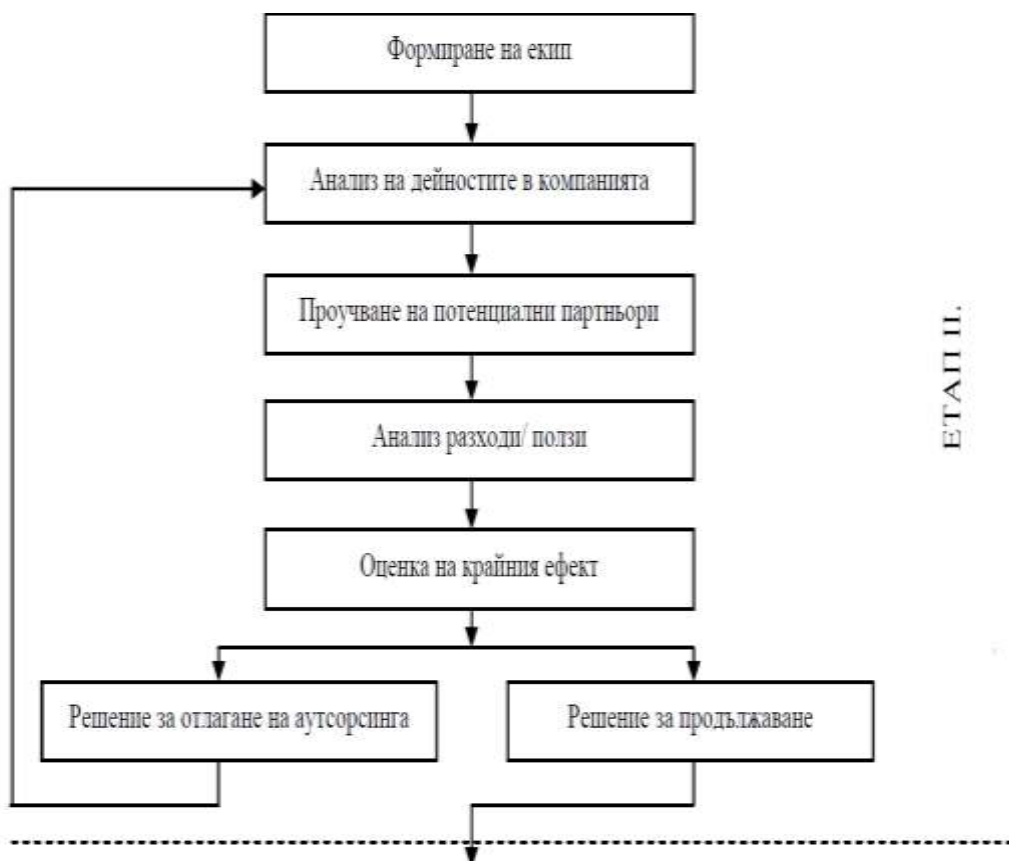 Формиране на екип
Анализ на дейностите в компанията
Проучване на потенциални партньори
Анализ разходи/ ползи
Оценка на крайния ефект
Решение за отлагане на аутсорсинга
Решение за продължаване
ЕТАП II.